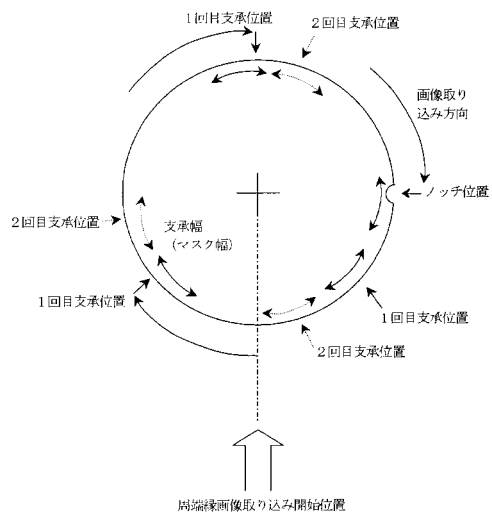 1回目支承位置
2回目支承位置
画像取り
込み方向
ノッチ位置
2回目支承位置
支承幅
(マスク幅)
1回目支承位置
1回目支承位置
2回目支承位置
周端縁画像取り込み開始位置